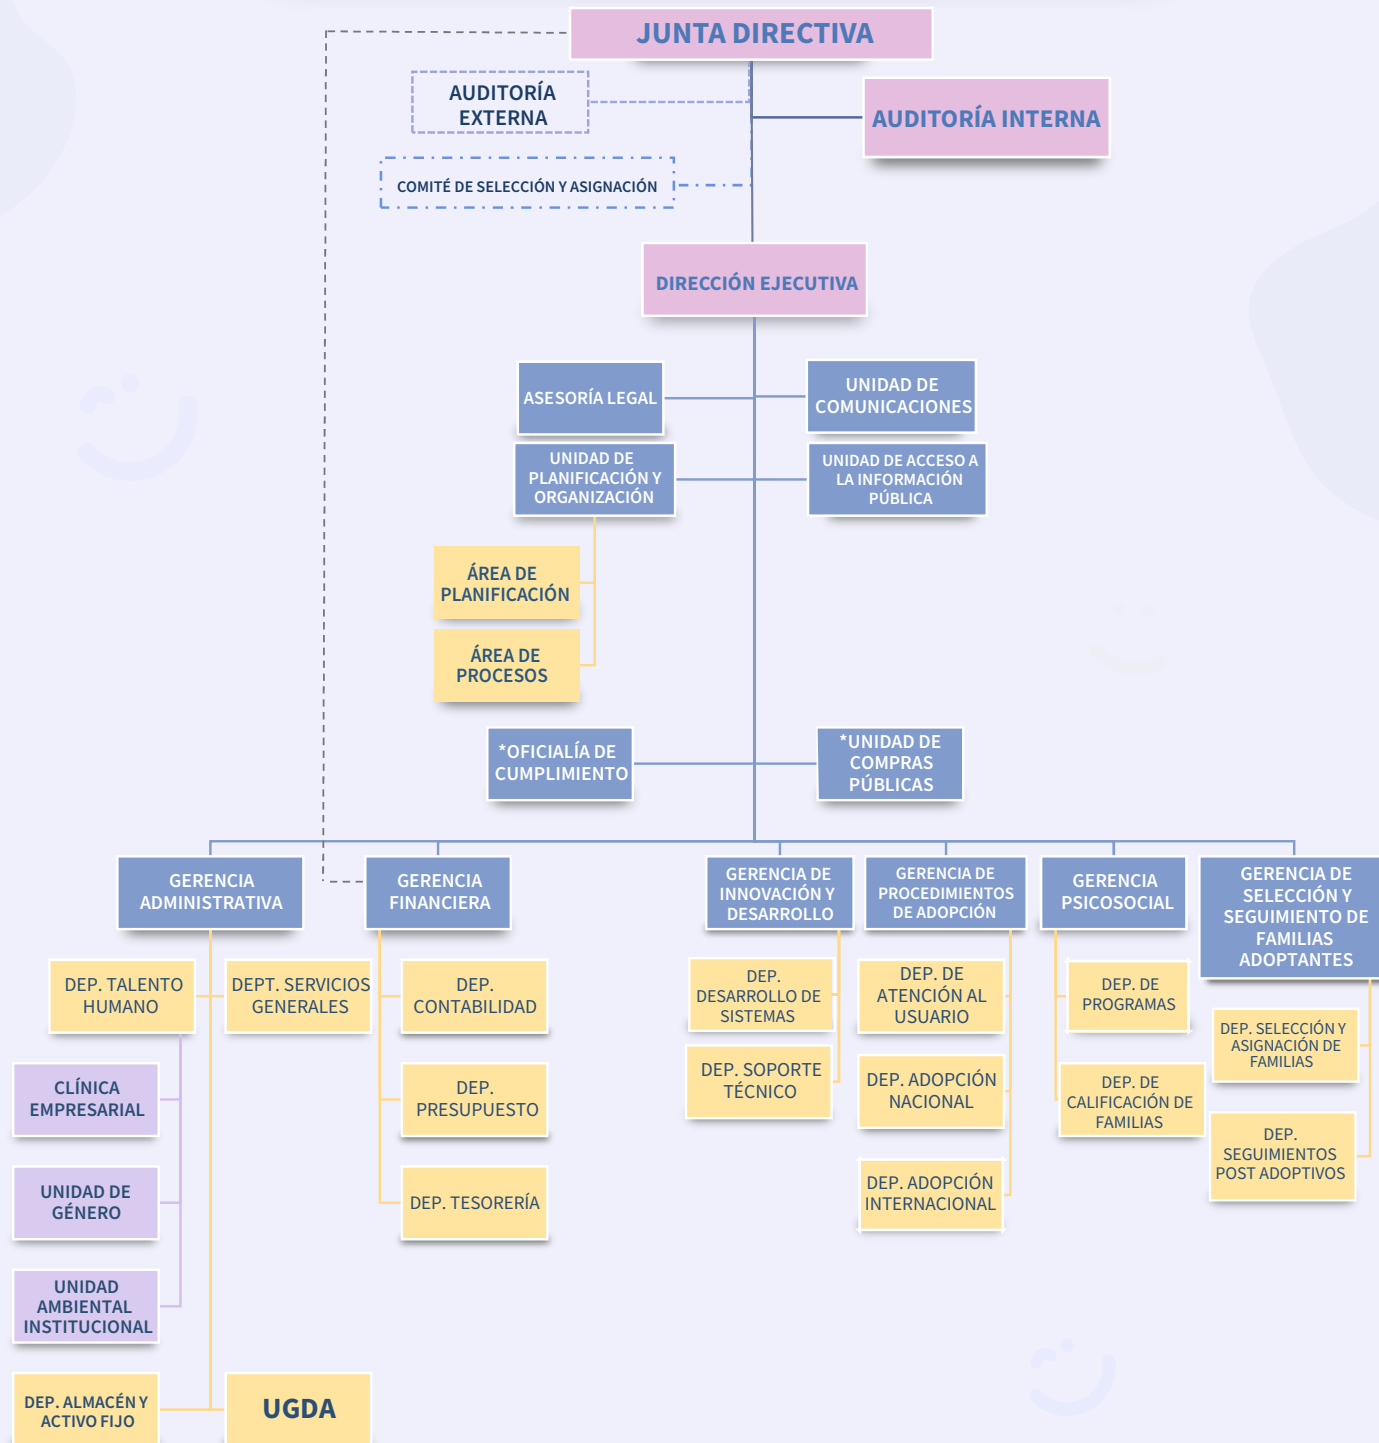 JUNTA DIRECTIVA
AUDITORÍA
EXTERNA
AUDITORÍA INTERNA
COMITÉ DE SELECCIÓN Y ASIGNACIÓN
DIRECCIÓN EJECUTIVA
ASESORÍA LEGAL
UNIDAD DE
COMUNICACIONES
UNIDAD DE
PLANIFICACIÓN Y
ORGANIZACIÓN
UNIDAD DE ACCESO A
LA INFORMACIÓN
PÚBLICA
ÁREA DE
PLANIFICACIÓN
ÁREA DE
PROCESOS
*OFICIALÍA DE
CUMPLIMIENTO
*UNIDAD DE
COMPRAS
PÚBLICAS
GERENCIA
ADMINISTRATIVA
GERENCIA
FINANCIERA
GERENCIA DE
INNOVACIÓN Y
DESARROLLO
GERENCIA DE
PROCEDIMIENTOS
DE ADOPCIÓN
GERENCIA
PSICOSOCIAL
GERENCIA DE
SELECCIÓN Y
SEGUIMIENTO DE
FAMILIAS
ADOPTANTES
DEP. TALENTO
HUMANO
DEPT. SERVICIOS
GENERALES
DEP.
CONTABILIDAD
DEP.
DESARROLLO DE
SISTEMAS
DEP. DE
ATENCIÓN AL
USUARIO
DEP. DE
PROGRAMAS
DEP. SELECCIÓN Y
ASIGNACIÓN DE
FAMILIAS
CLÍNICA
EMPRESARIAL
DEP.
PRESUPUESTO
DEP. SOPORTE
TÉCNICO
DEP. ADOPCIÓN
NACIONAL
DEP. DE
CALIFICACIÓN DE
FAMILIAS
DEP.
SEGUIMIENTOS
POST ADOPTIVOS
UNIDAD DE
GÉNERO
DEP. TESORERÍA
DEP. ADOPCIÓN
INTERNACIONAL
UNIDAD
AMBIENTAL
INSTITUCIONAL
DEP. ALMACÉN Y
ACTIVO FIJO
UGDA